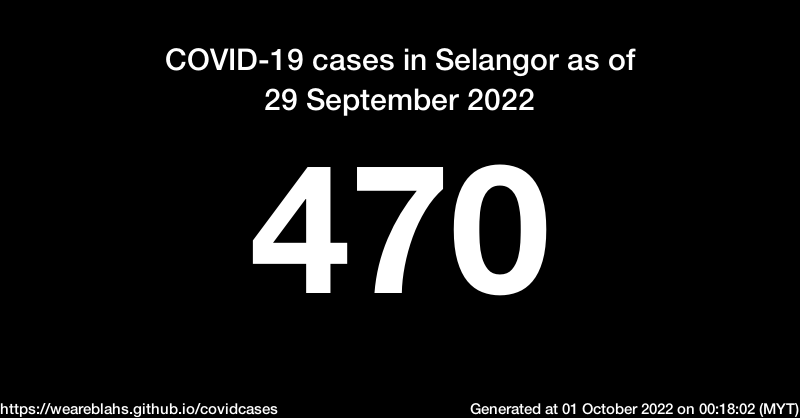 COVID-19 cases in Selangor as of
29 September 2022
470
https://weareblahs.github.io/covidcases
Generated at 01 October 2022 on 00:18:02 (MYT)